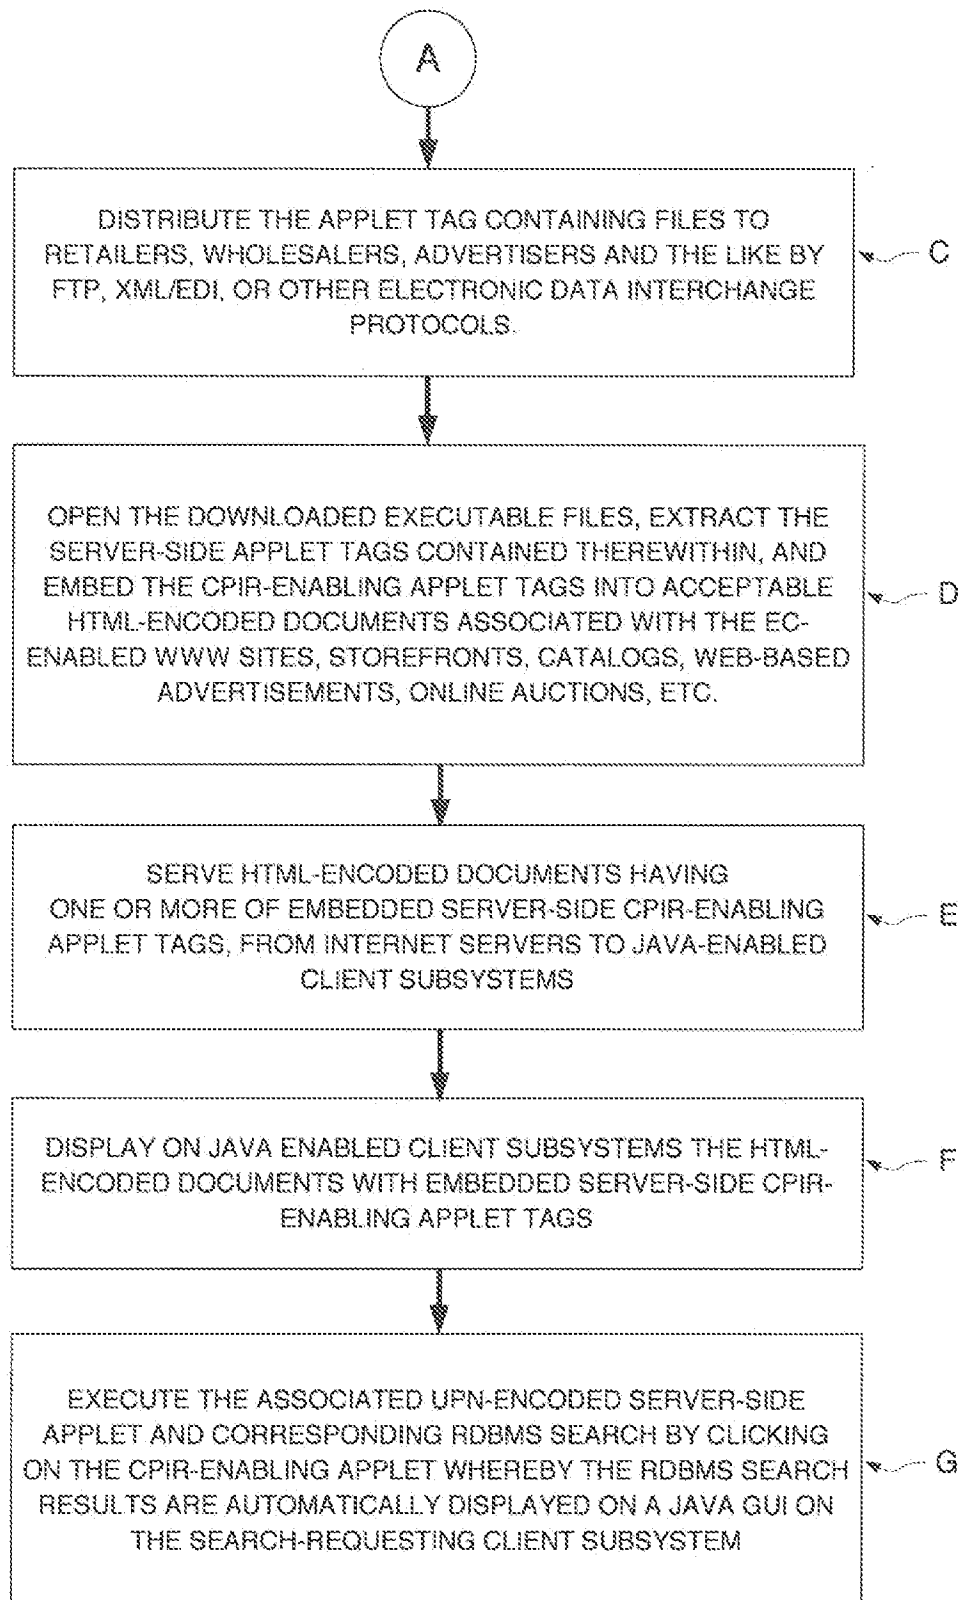 A
DISTRIBUTE THE APPLET TAG CONTAINING FILES TO
RETAILERS, WHOLESALERS, ADVERTISERS AND THE LIKE BY
FTP, XML/EDI, OR OTHER ELECTRONIC DATA INTERCHANGE
PROTOCOLS.
C
OPEN THE DOWNLOADED EXECUTABLE FILES, EXTRACT THE
SERVER-SIDE APPLET TAGS CONTAINED THEREWITHIN, AND
EMBED THE CPIR-ENABLING APPLET TAGS INTO ACCEPTABLE
HTML-ENCODED DOCUMENTS ASSOCIATED WITH THE EC-
ENABLED WWW SITES, STOREFRONTS, CATALOGS, WEB-BASED
ADVERTISEMENTS, ONLINE AUCTIONS, ETC.
D
SERVE HTML-ENCODED DOCUMENTS HAVING
ONE OR MORE OF EMBEDDED SERVER-SIDE CPIR-ENABLING
APPLET TAGS, FROM INTERNET SERVERS TO JAVA-ENABLED
CLIENT SUBSYSTEMS
E
DISPLAY ON JAVA ENABLED CLIENT SUBSYSTEMS THE HTML-
ENCODED DOCUMENTS WITH EMBEDDED SERVER-SIDE CPIR-
ENABLING APPLET TAGS
F
EXECUTE THE ASSOCIATED UPN-ENCODED SERVER-SIDE
APPLET AND CORRESPONDING RDBMS SEARCH BY CLICKING
ON THE CPIR-ENABLING APPLET WHEREBY THE RDBMS SEARCH
RESULTS ARE AUTOMATICALLY DISPLAYED ON A JAVA GUI ON
THE SEARCH-REQUESTING CLIENT SUBSYSTEM
G